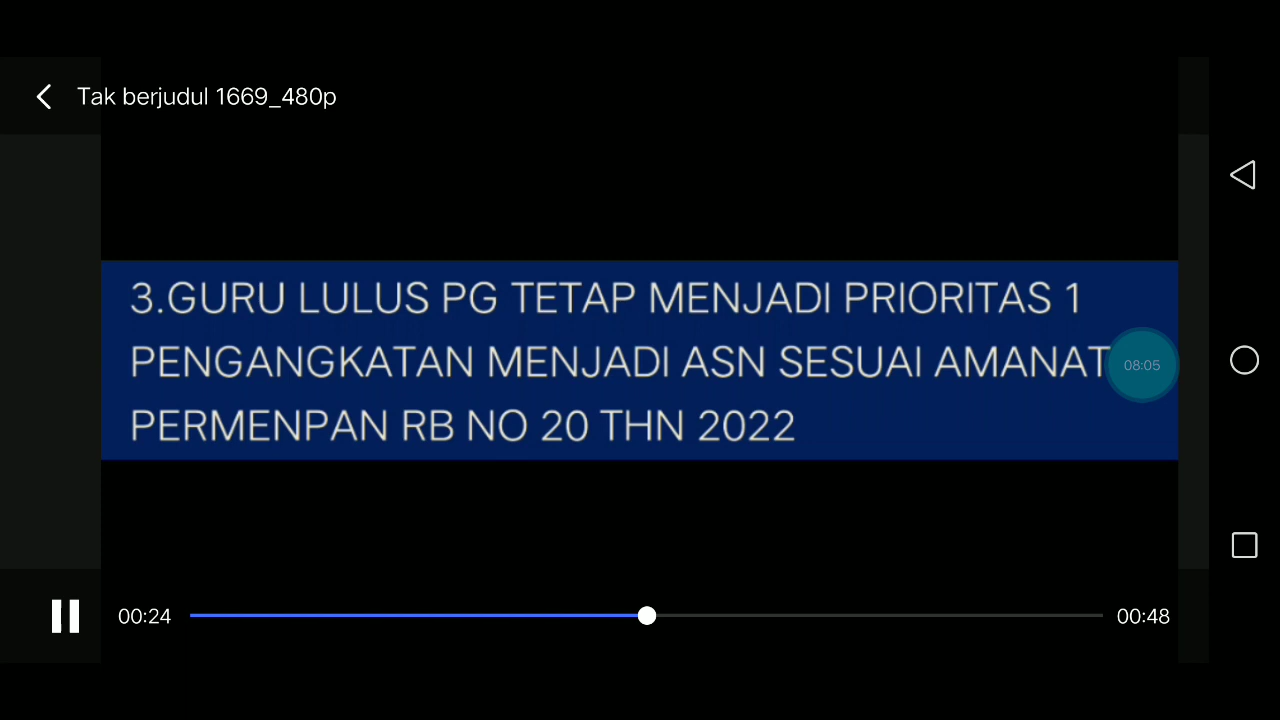 Tak berjudul 1669_480p
3.GURU LULUS PG TETAP MENJADI PRIORITAS 1
PENGANGKATAN MENJADI ASN SESUAI AMANAT
08:05
PERMENPAN RB NO 20 THN 2022
00:24
00:48